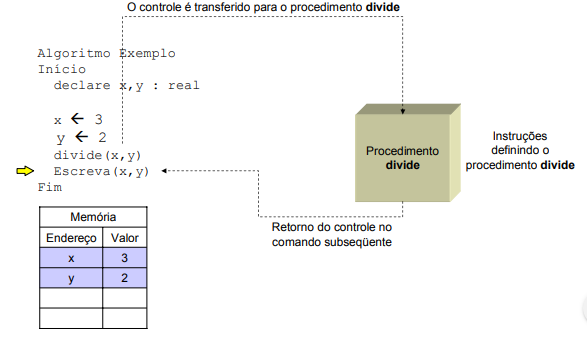 O controle é transferido para o procedimento divide
Algoritmo Exemplo
Início
declare x,y : real
x ← 3
y ← 2
divide(x,y)
Escreva(x,y)
Fim
Procedimento
divide
Instruções
definindo o
procedimento divide
Retorno do controle no
comando subseqüente
Memória
Endereço Valor
x 3
y 2